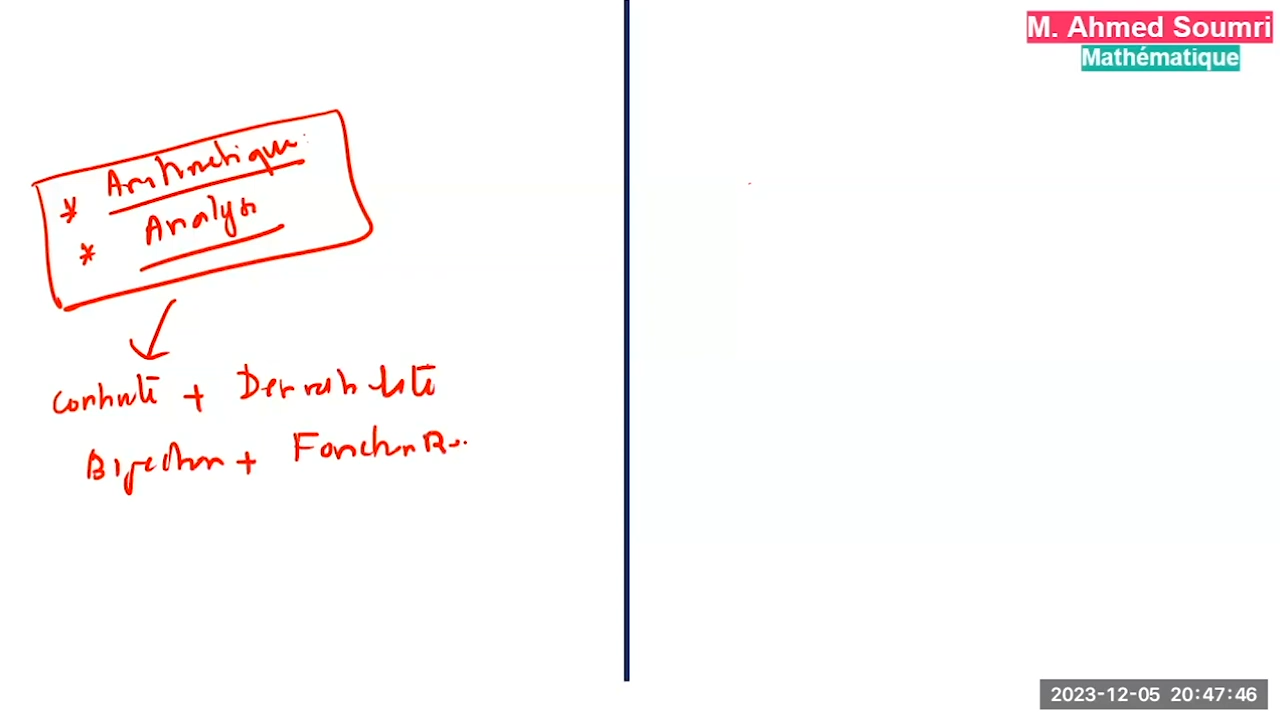 M. Ahmed Soumri
Mathématique
* Arithmétique
* Analyse
Continuité + Dérivabilité
Bijection + Fonction R..
2023-12-05 20:47:46